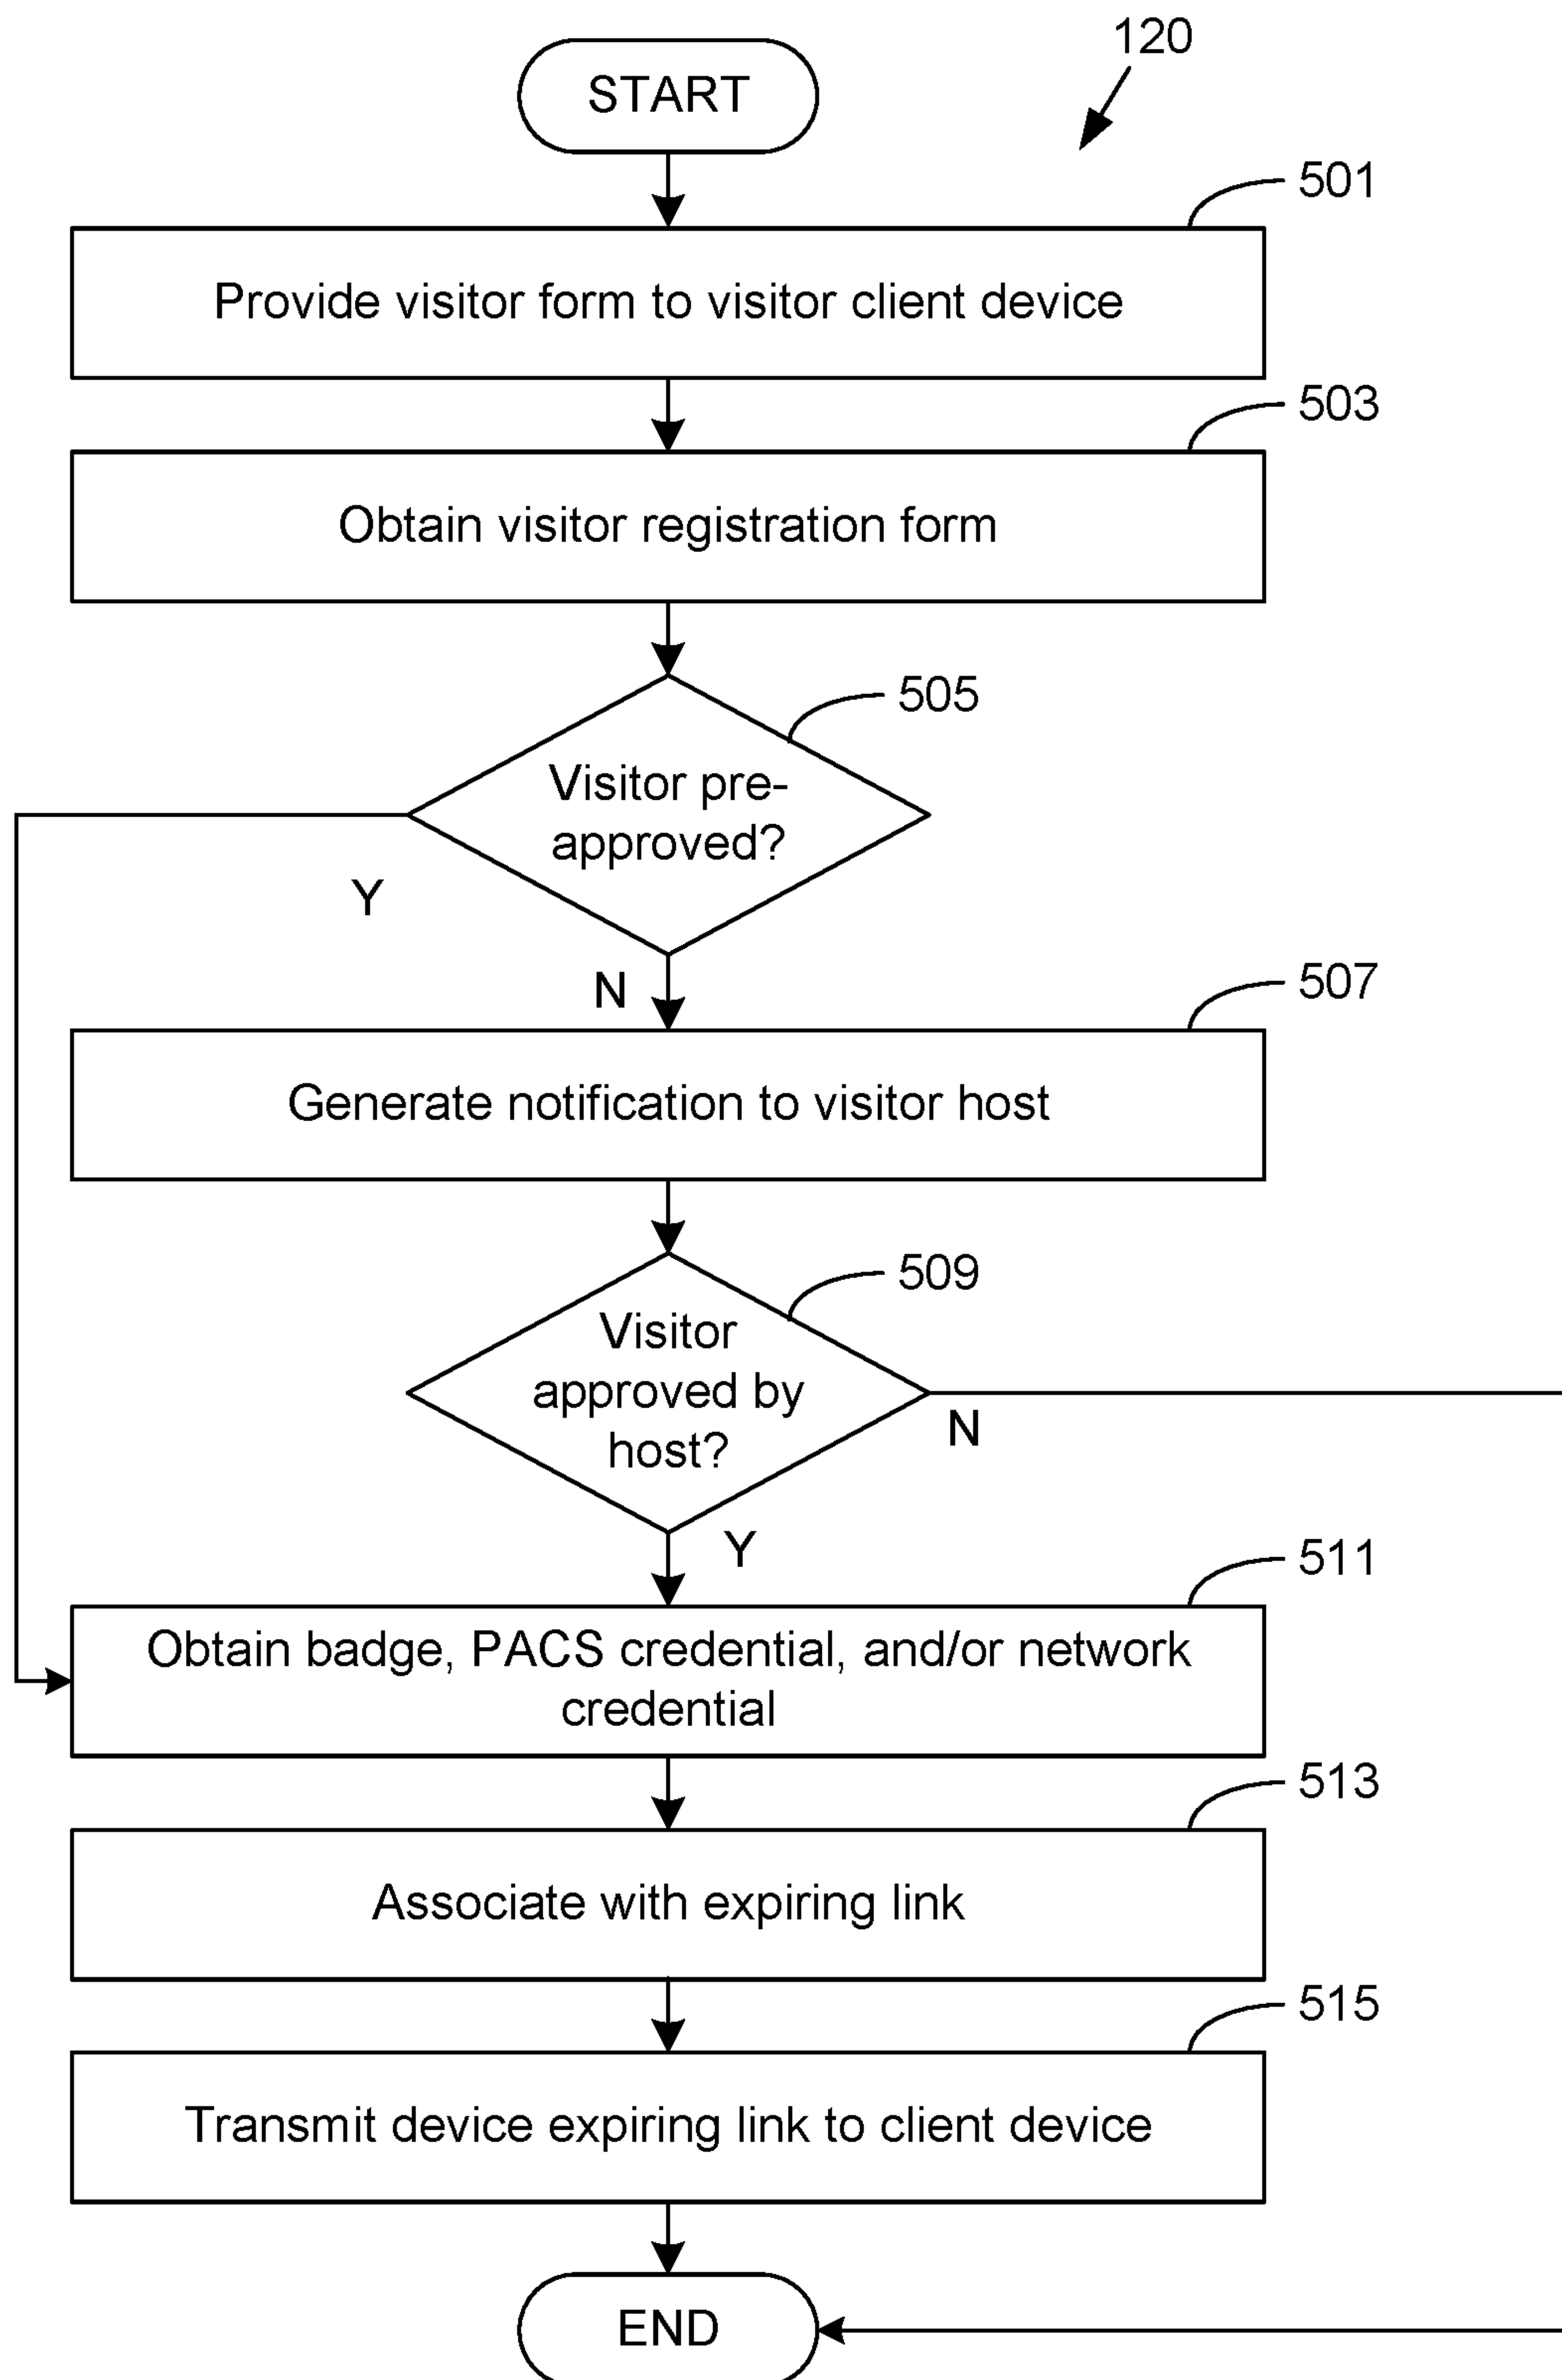 120
START
501
Provide visitor form to visitor client device
503
Obtain visitor registration form
505
Visitor pre-
approved?
Y
N
507
Generate notification to visitor host
509
Visitor
approved by
host?
N
Y
511
Obtain badge, PACS credential, and/or network
credential
513
Associate with expiring link
515
Transmit device expiring link to client device
END